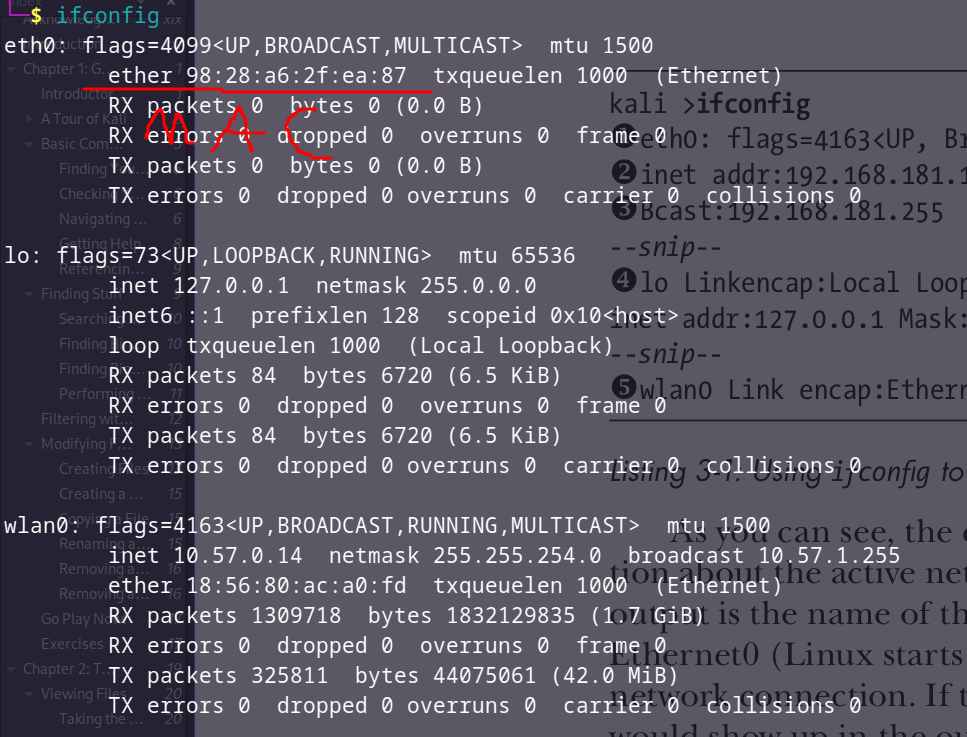 $ ifconfig
eth0: flags=4099<UP,BROADCAST,MULTICAST>  mtu 1500
ether 98:28:a6:2f:ea:87  txqueuelen 1000  (Ethernet)
RX packets 0  bytes 0 (0.0 B)
RX errors 0  dropped 0  overruns 0  frame 0
TX packets 0  bytes 0 (0.0 B)
TX errors 0  dropped 0 overruns 0  carrier 0  collisions 0
MAC
lo: flags=73<UP,LOOPBACK,RUNNING>  mtu 65536
inet 127.0.0.1  netmask 255.0.0.0
inet6 ::1  prefixlen 128  scopeid 0x10<host>
loop  txqueuelen 1000  (Local Loopback)
RX packets 84  bytes 6720 (6.5 KiB)
RX errors 0  dropped 0  overruns 0  frame 0
TX packets 84  bytes 6720 (6.5 KiB)
TX errors 0  dropped 0 overruns 0  carrier 0  collisions 0
wlan0: flags=4163<UP,BROADCAST,RUNNING,MULTICAST>  mtu 1500
inet 10.57.0.14  netmask 255.255.254.0  broadcast 10.57.1.255
ether 18:56:80:ac:a0:fd  txqueuelen 1000  (Ethernet)
RX packets 1309718  bytes 1832129835 (1.7 GiB)
RX errors 0  dropped 0  overruns 0  frame 0
TX packets 325811  bytes 44075061 (42.0 MiB)
TX errors 0  dropped 0 overruns 0  carrier 0  collisions 0
xix
Chapter 1: G... 1
A Tour of Kali
Basic Com...
Finding
Checking
Navigating ... 6
Getting Help 8
Referencin... 9
Finding Stuff 9
Searching
Finding 10
Finding 10
Performing 11
Filtering wit... 12
Modifying
Creating Files
Creating a ... 15
Copying a File
Renaming a... 15
Removing a... 16
Removing a... 16
Go Play No
Exercises
Chapter 2: T... 19
Viewing Files 20
Taking the ... 20
kali >ifconfig
❶eth0: flags=4163<UP, Br
❷inet addr:192.168.181.1
❸Bcast:192.168.181.255
--snip--
❹lo Linkencap:Local Loop
inet addr:127.0.0.1 Mask:
--snip--
❺wlan0 Link encap:Ethern
Listing 3-1: Using ifconfig to
As you can see, the
tion about the active net
output is the name of th
Ethernet0 (Linux starts
network connection. If t
would show up in the ou